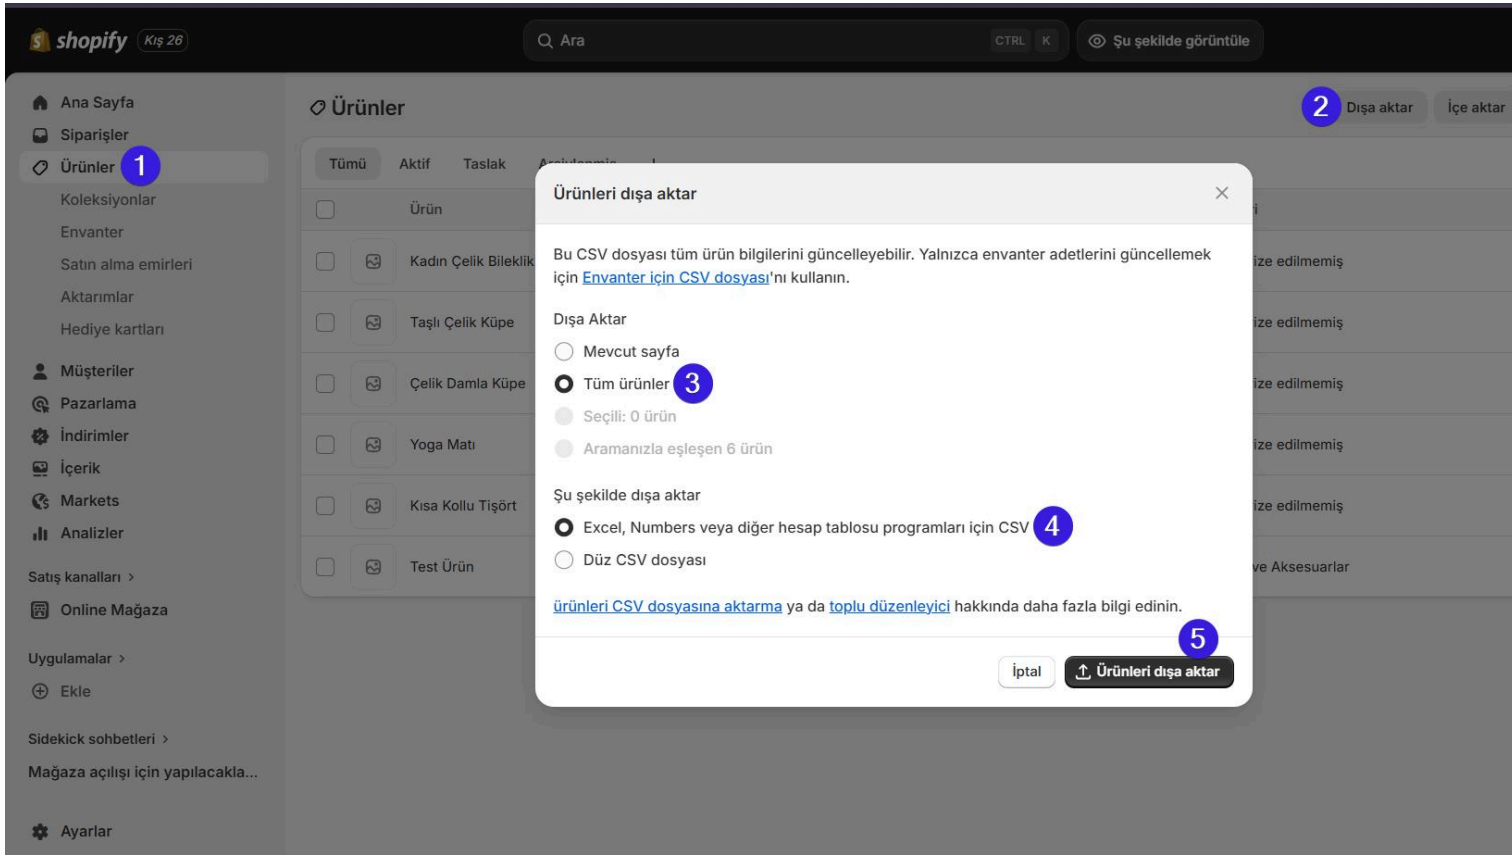 shopify Kış 26
Ara
CTRL K
Şu şekilde görüntüle
Ana Sayfa
Siparişler
Ürünler 1
Koleksiyonlar
Envanter
Satın alma emirleri
Aktarımlar
Hediye kartları
Müşteriler
Pazarlama
İndirimler
İçerik
Markets
Analizler
Satış kanalları >
Online Mağaza
Uygulamalar >
Ekle
Sidekick sohbetleri >
Mağaza açılışı için yapılacakla...
Ayarlar
Ürünler
2 Dışa aktar
İçe aktar
Tümü Aktif Taslak
Ürün
Kadın Çelik Bileklik
Taşlı Çelik Küpe
Çelik Damla Küpe
Yoga Matı
Kısa Kollu Tişört
Test Ürün
ize edilmemiş
ize edilmemiş
ize edilmemiş
ize edilmemiş
ize edilmemiş
ve Aksesuarlar
Ürünleri dışa aktar
Bu CSV dosyası tüm ürün bilgilerini güncelleyebilir. Yalnızca envanter adetlerini güncellemek
için Envanter için CSV dosyası'nı kullanın.
Dışa Aktar
Mevcut sayfa
Tüm ürünler 3
Seçili: 0 ürün
Aramanızla eşleşen 6 ürün
Şu şekilde dışa aktar
Excel, Numbers veya diğer hesap tablosu programları için CSV 4
Düz CSV dosyası
ürünleri CSV dosyasına aktarma ya da toplu düzenleyici hakkında daha fazla bilgi edinin.
5
İptal
Ürünleri dışa aktar